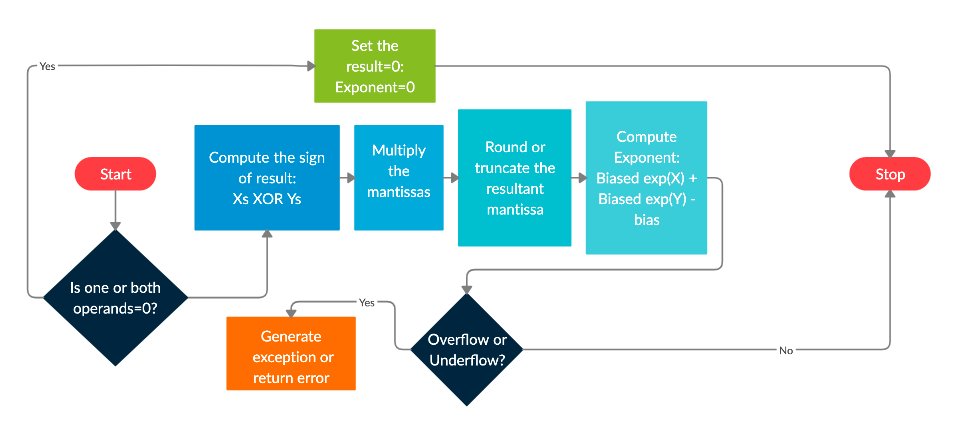 Set the
result=0:
Exponent=0
Yes
Compute the sign
of result:
Xs XOR Ys
Multiply
the
mantissas
Round or
truncate the
resultant
mantissa
Compute
Exponent:
Biased exp(X) +
Biased exp(Y) -
bias
Start
Stop
Is one or both
operands=0?
Yes
Generate
exception or
return error
Overflow or
Underflow?
No